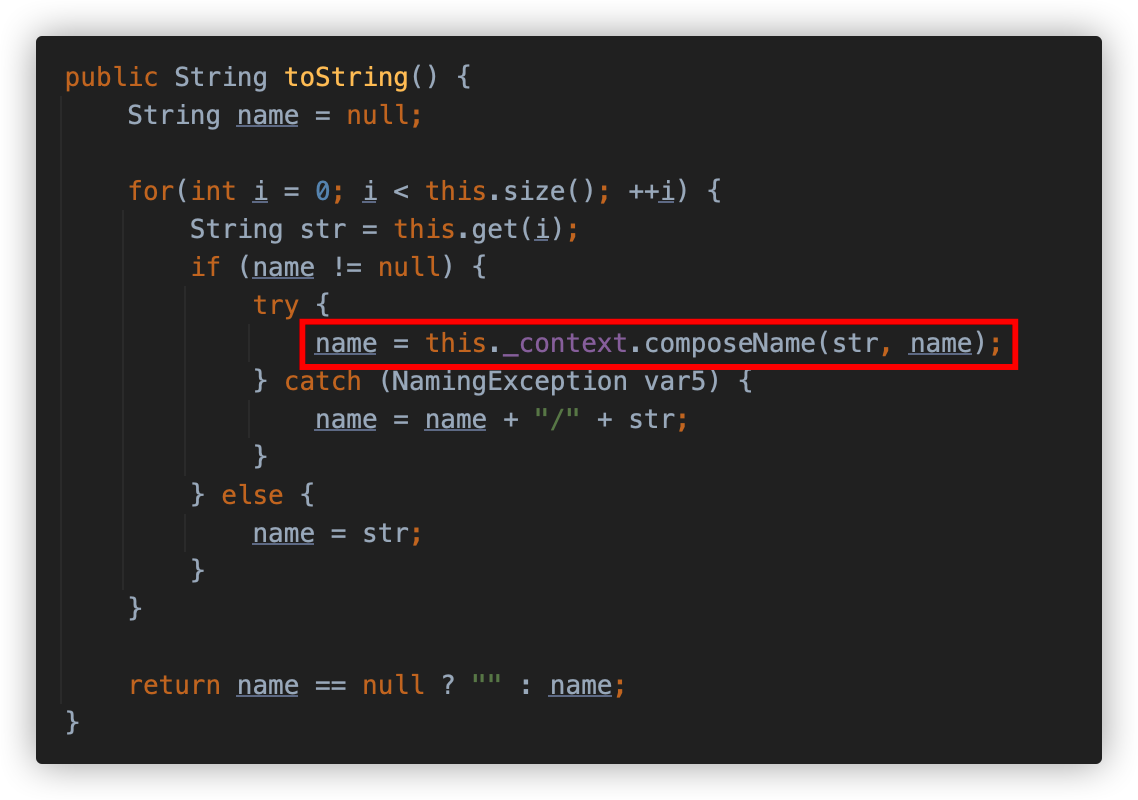 public String toString() {
    String name = null;

    for(int i = 0; i < this.size(); ++i) {
        String str = this.get(i);
        if (name != null) {
            try {
                name = this._context.composeName(str, name);
            } catch (NamingException var5) {
                name = name + "/" + str;
            }
        } else {
            name = str;
        }
    }

    return name == null ? "" : name;
}